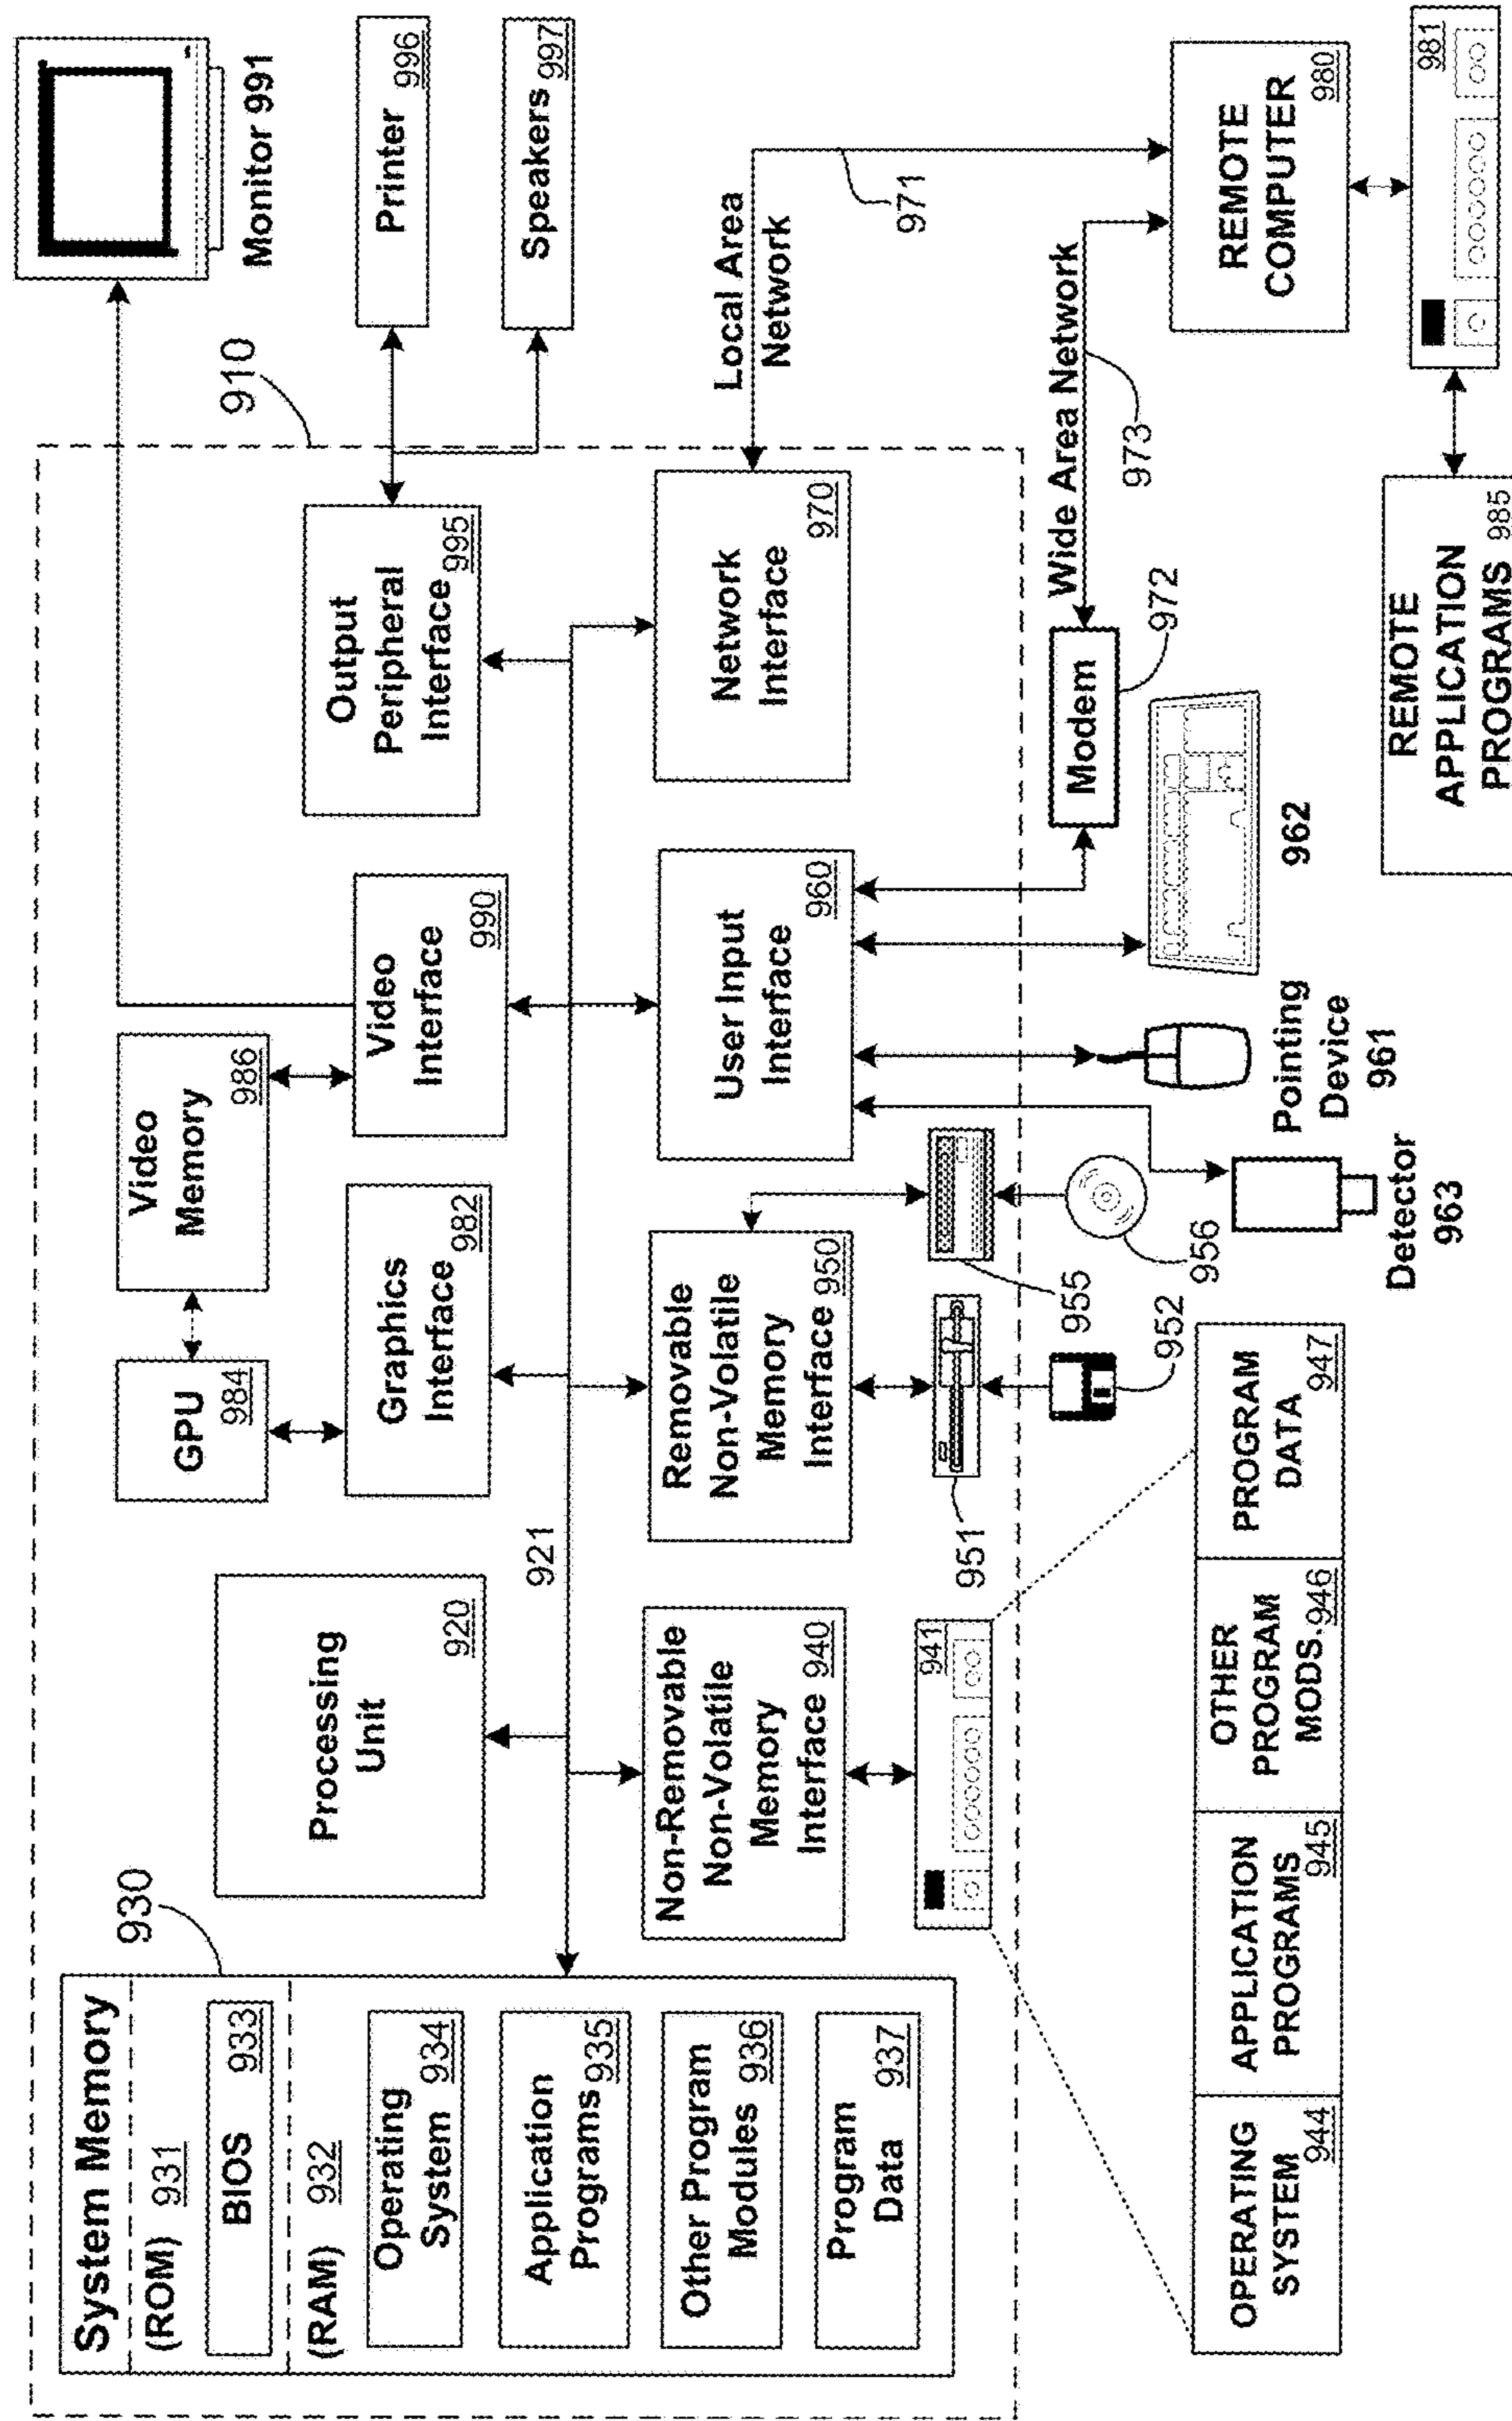 System Memory
(ROM) 931
BIOS 933
(RAM) 932
Operating
System 934
Application
Programs 935
Other Program
Modules 936
Program
Data 937
930
Processing
Unit
920
921
GPU
984
Video
Memory
986
Graphics
Interface
982
Video
Interface
990
Output
Peripheral
Interface 995
910
Monitor 991
Printer
996
Speakers 997
Non-Removable
Non-Volatile
Memory
Interface 940
Removable
Non-Volatile
Memory
Interface 950
User Input
Interface
960
Network
Interface
970
Local Area
Network
971
941
951
955
952
956
Wide Area Network
973
Modem
972
Detector
963
Pointing
Device
961
962
REMOTE
COMPUTER
980
981
OPERATING
SYSTEM 944
APPLICATION
PROGRAMS 945
OTHER
PROGRAM
MODS. 946
PROGRAM
DATA 947
REMOTE
APPLICATION
PROGRAMS 985